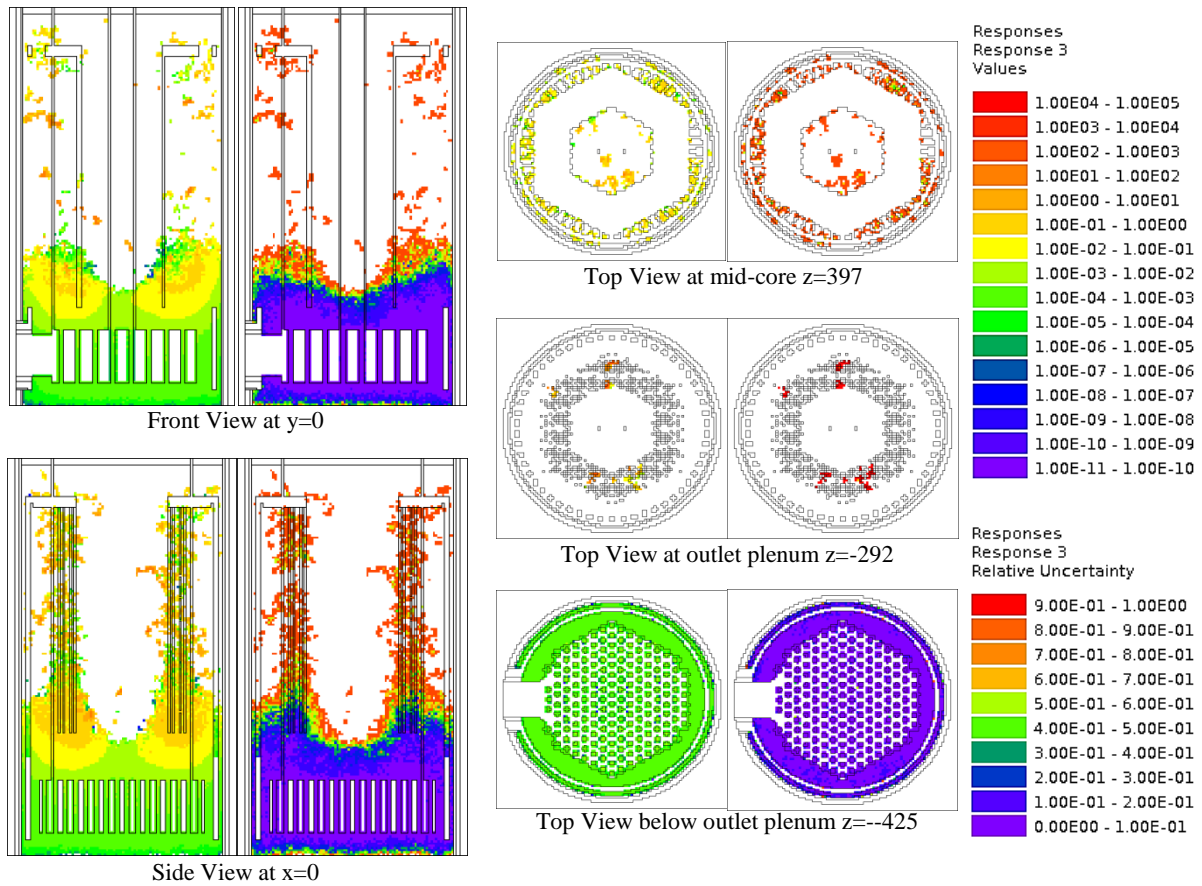 Front View at y=0
Side View at x=0
Top View at mid-core z=397
Top View at outlet plenum z=-292
Top View below outlet plenum z=--425
Responses
Response 3
Values
1.00E04 - 1.00E05
1.00E03 - 1.00E04
1.00E02 - 1.00E03
1.00E01 - 1.00E02
1.00E00 - 1.00E01
1.00E-01 - 1.00E00
1.00E-02 - 1.00E-01
1.00E-03 - 1.00E-02
1.00E-04 - 1.00E-03
1.00E-05 - 1.00E-04
1.00E-06 - 1.00E-05
1.00E-07 - 1.00E-06
1.00E-08 - 1.00E-07
1.00E-09 - 1.00E-08
1.00E-10 - 1.00E-09
1.00E-11 - 1.00E-10
Responses
Response 3
Relative Uncertainty
9.00E-01 - 1.00E00
8.00E-01 - 9.00E-01
7.00E-01 - 8.00E-01
6.00E-01 - 7.00E-01
5.00E-01 - 6.00E-01
4.00E-01 - 5.00E-01
3.00E-01 - 4.00E-01
2.00E-01 - 3.00E-01
1.00E-01 - 2.00E-01
0.00E00 - 1.00E-01